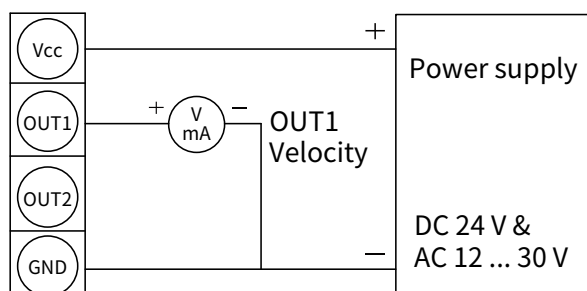 Vcc
+
Power supply
OUT1
+
V
mA
−
OUT1
Velocity
OUT2
GND
−
DC 24 V &
AC 12 ... 30 V